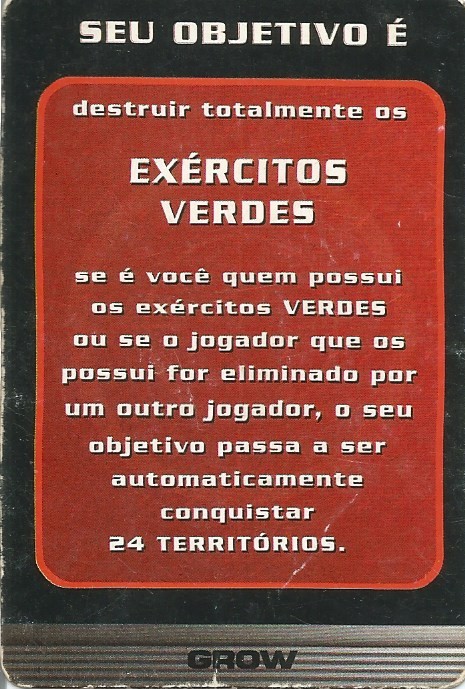 SEU OBJETIVO É
destruir totalmente os
EXÉRCITOS
VERDES
se é você quem possui
os exércitos VERDES
ou se o jogador que os
possui for eliminado por
um outro jogador, o seu
objetivo passa a ser
automaticamente
conquistar
24 TERRITÓRIOS.
GROW